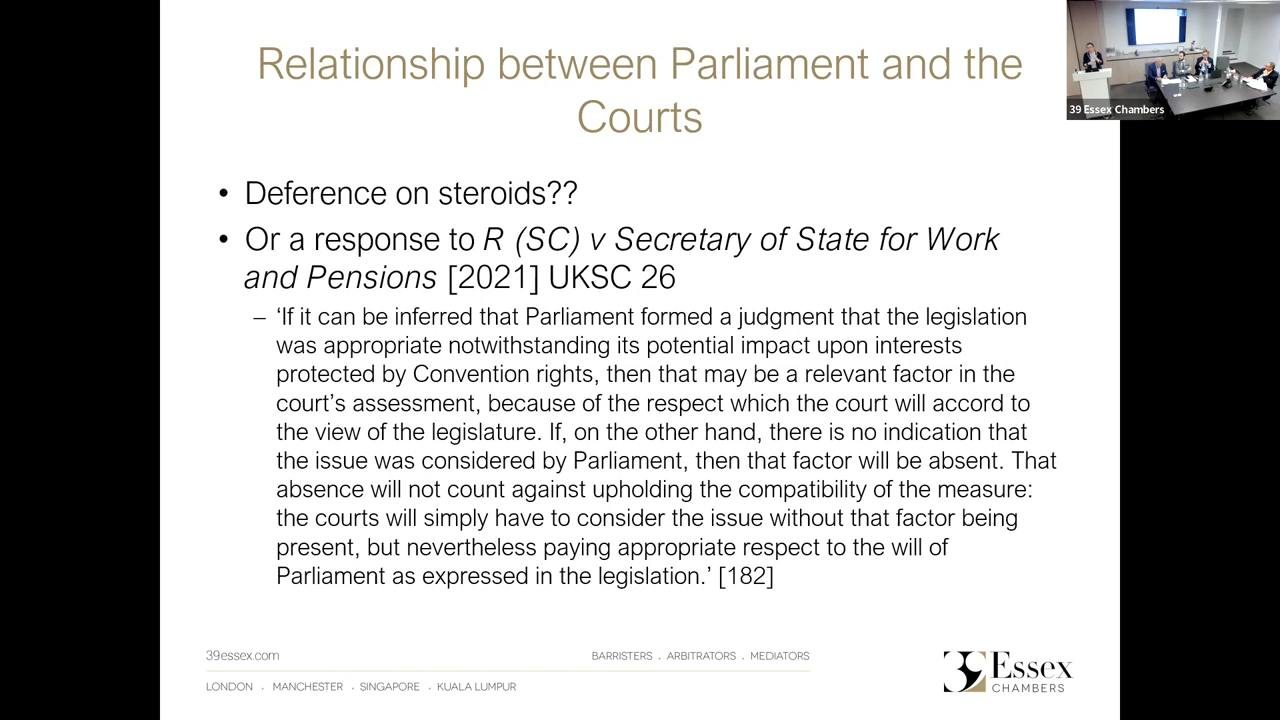 Relationship between Parliament and the
Courts
39 Essex Chambers
• Deference on steroids??
• Or a response to R (SC) v Secretary of State for Work
and Pensions [2021] UKSC 26
– ‘If it can be inferred that Parliament formed a judgment that the legislation
was appropriate notwithstanding its potential impact upon interests
protected by Convention rights, then that may be a relevant factor in the
court’s assessment, because of the respect which the court will accord to
the view of the legislature. If, on the other hand, there is no indication that
the issue was considered by Parliament, then that factor will be absent. That
absence will not count against upholding the compatibility of the measure:
the courts will simply have to consider the issue without that factor being
present, but nevertheless paying appropriate respect to the will of
Parliament as expressed in the legislation.’ [182]
39essex.com
BARRISTERS . ARBITRATORS . MEDIATORS
LONDON . MANCHESTER . SINGAPORE . KUALA LUMPUR
39 Essex
CHAMBERS